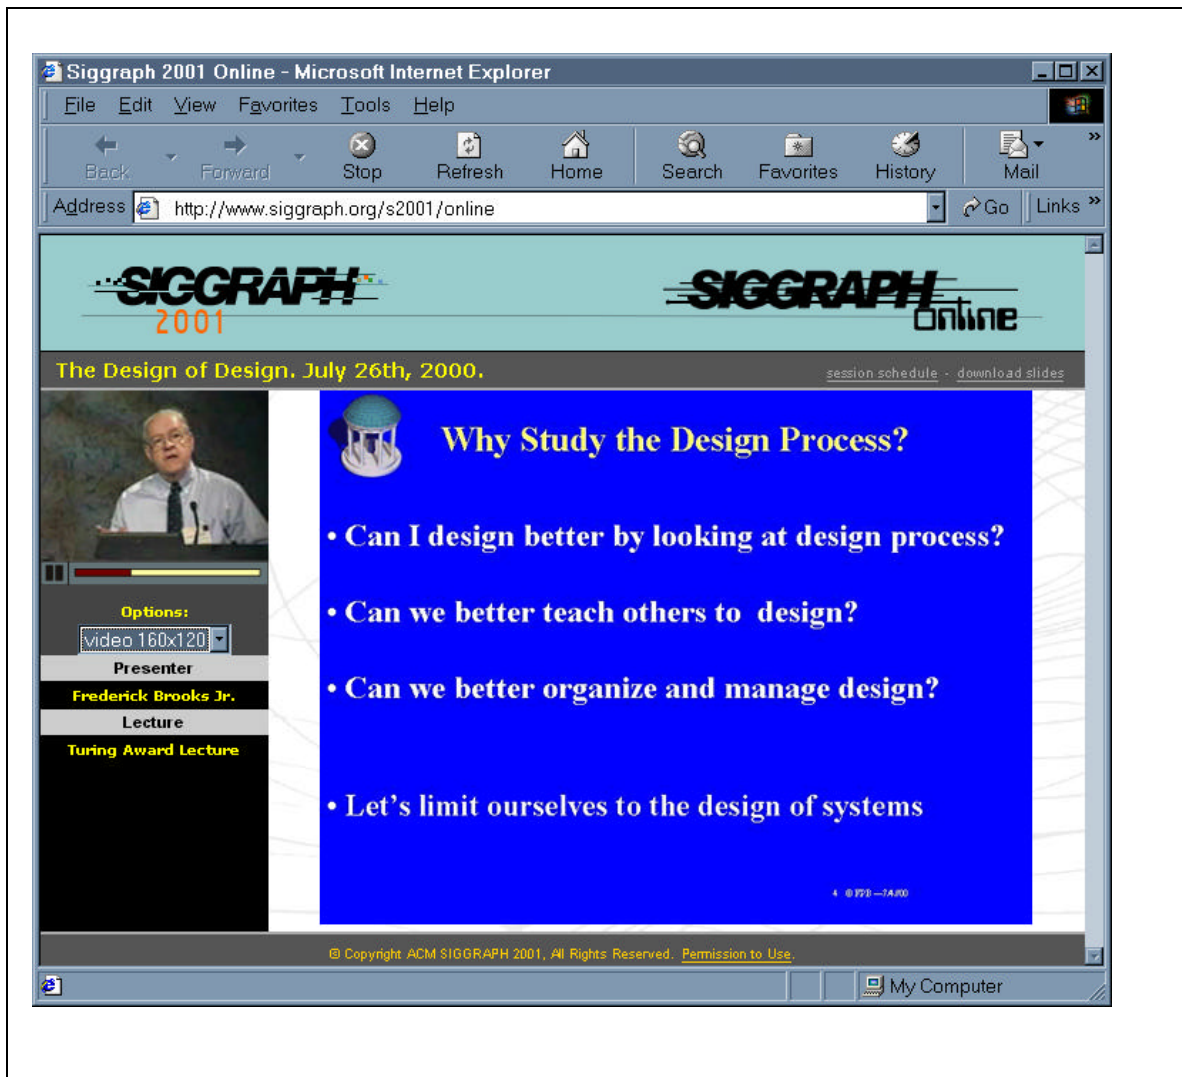 Siggraph 2001 Online - Microsoft Internet Explorer
File Edit View Favorites Tools Help
»
Back Forward Stop Refresh Home Search Favorites History Mail
Address http://www.siggraph.org/s2001/online Go Links »
SIGGRAPH
2001
SIGGRAPH
Online
The Design of Design. July 26th, 2000.
session schedule - download slides
Why Study the Design Process?
• Can I design better by looking at design process?
• Can we better teach others to design?
• Can we better organize and manage design?
• Let's limit ourselves to the design of systems
4 ©
Options:
video 160x120
Presenter
Frederick Brooks Jr.
Lecture
Turing Award Lecture
© Copyright ACM SIGGRAPH 2001, All Rights Reserved. Permission to Use.
My Computer